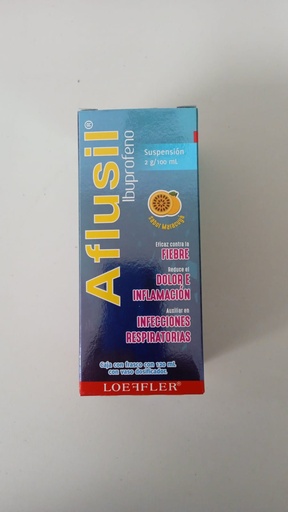 Aflusil®
Ibuprofeno
Suspensión
2 g/100 mL
Sabor Maracuyá
Eficaz contra la
FIEBRE
Reduce el
DOLOR E
INFLAMACIÓN
Auxiliar en
INFECCIONES
RESPIRATORIAS
Caja con frasco con 120 mL
con vaso dosificador.
LOEFFLER®